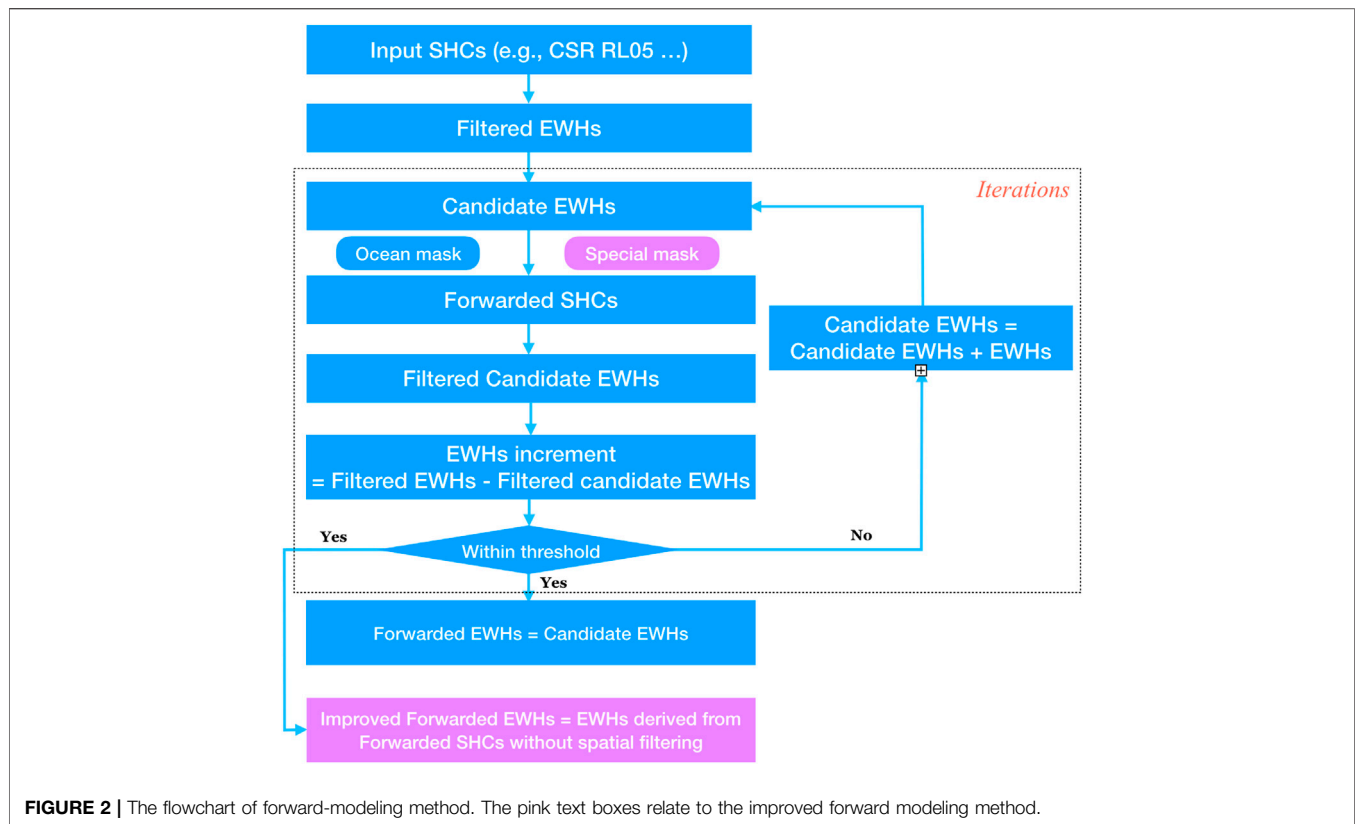 Input SHCs (e.g., CSR RL05 ...)
Filtered EWHs
Iterations
Candidate EWHs
Ocean mask
Special mask
Forwarded SHCs
Candidate EWHs =
Candidate EWHs + EWHs
Filtered Candidate EWHs
EWHs increment
= Filtered EWHs - Filtered candidate EWHs
Yes
Within threshold
No
Yes
Forwarded EWHs = Candidate EWHs
Improved Forwarded EWHs = EWHs derived from
Forwarded SHCs without spatial filtering
FIGURE 2 | The flowchart of forward-modeling method. The pink text boxes relate to the improved forward modeling method.